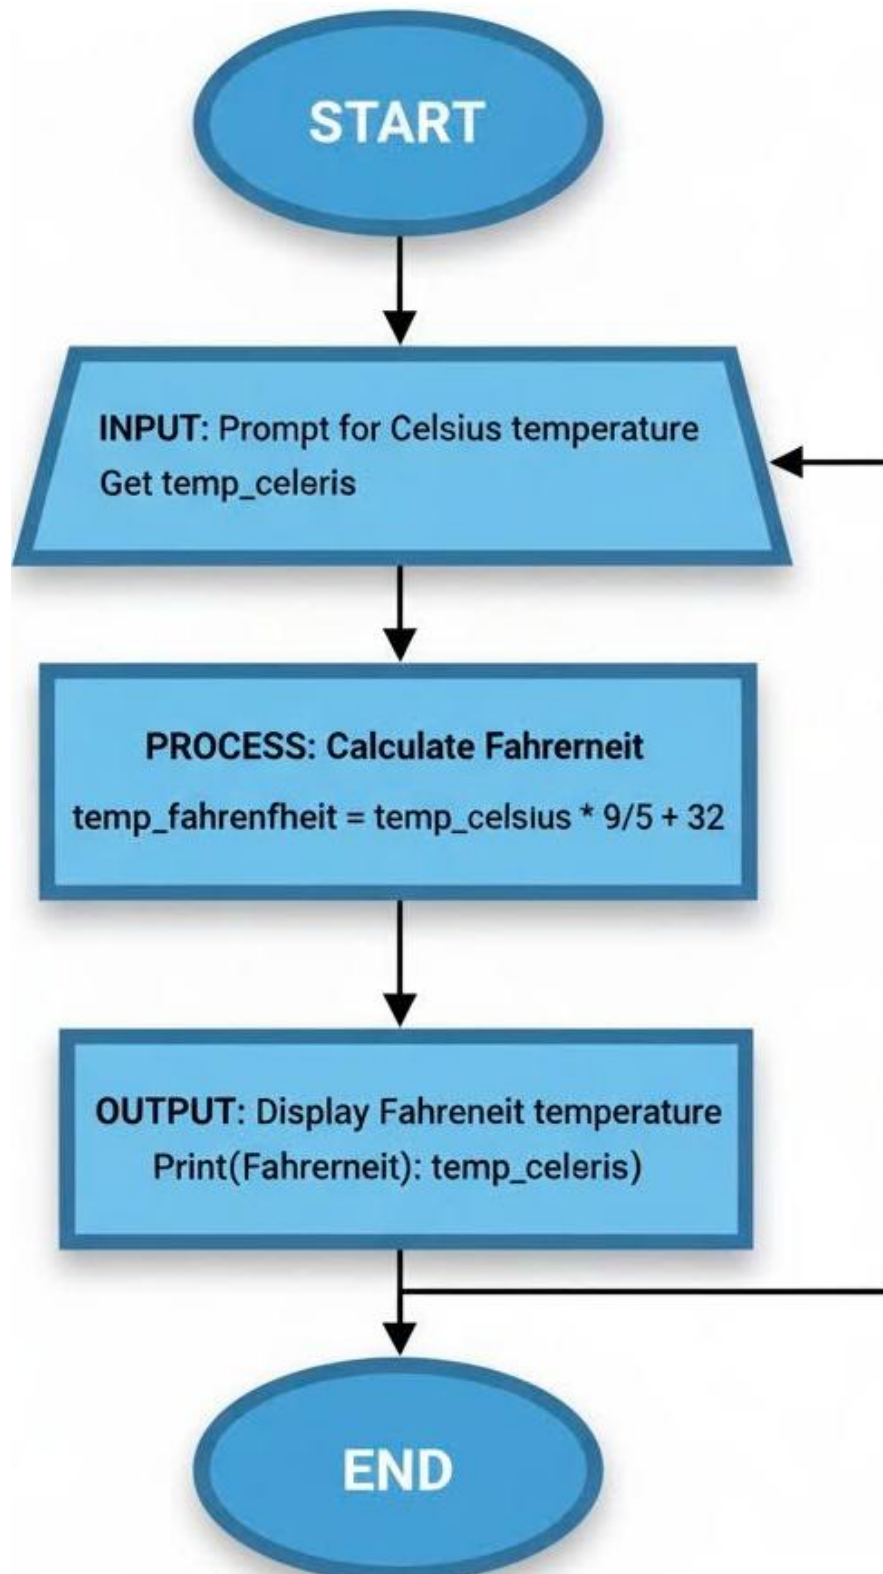 START
INPUT: Prompt for Celsius temperature
Get temp_celeris
PROCESS: Calculate Fahrerneit
temp_fahrenfheit = temp_celsius * 9/5 + 32
OUTPUT: Display Fahreneit temperature
Print(Fahrerneit): temp_celeris)
END